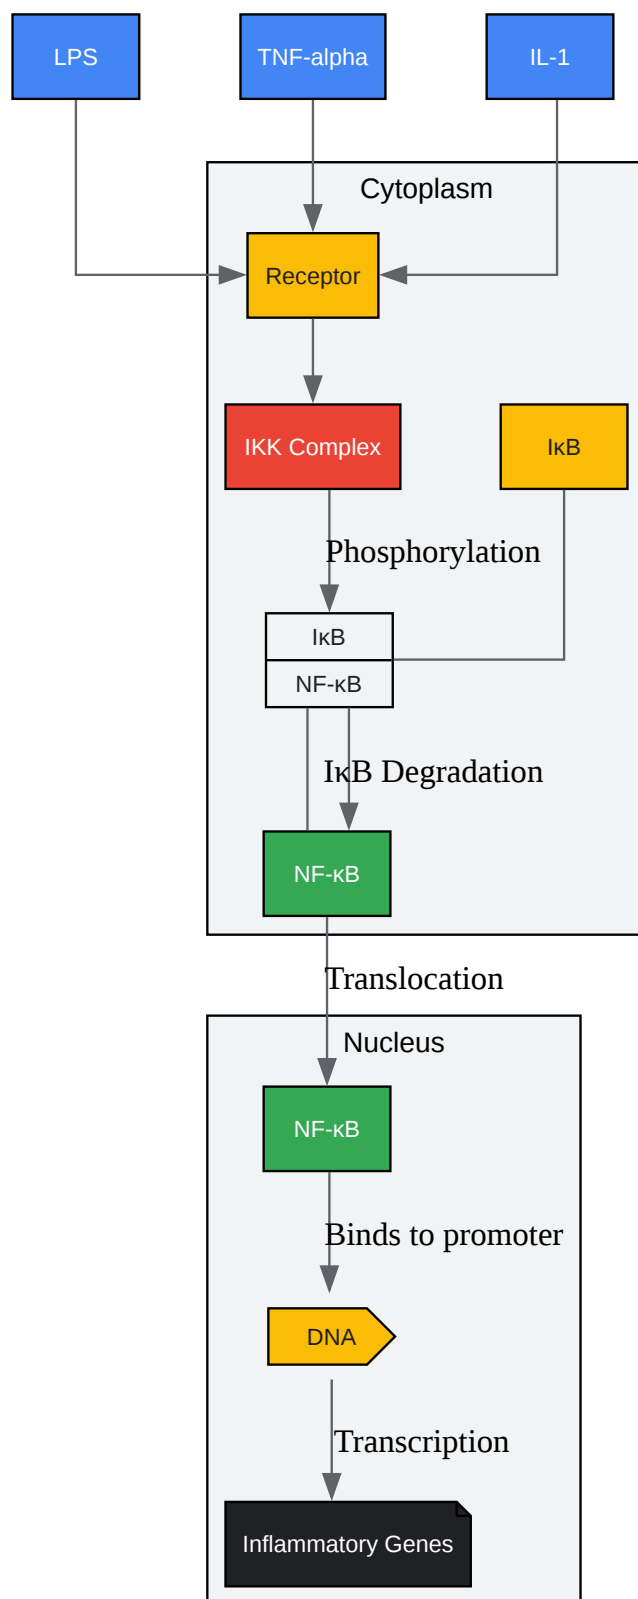 LPS
TNF-alpha
IL-1
Cytoplasm
Receptor
IKK Complex
IκB
Phosphorylation
IκB
NF-κB
IκB Degradation
NF-κB
Translocation
Nucleus
NF-κB
Binds to promoter
DNA
Transcription
Inflammatory Genes